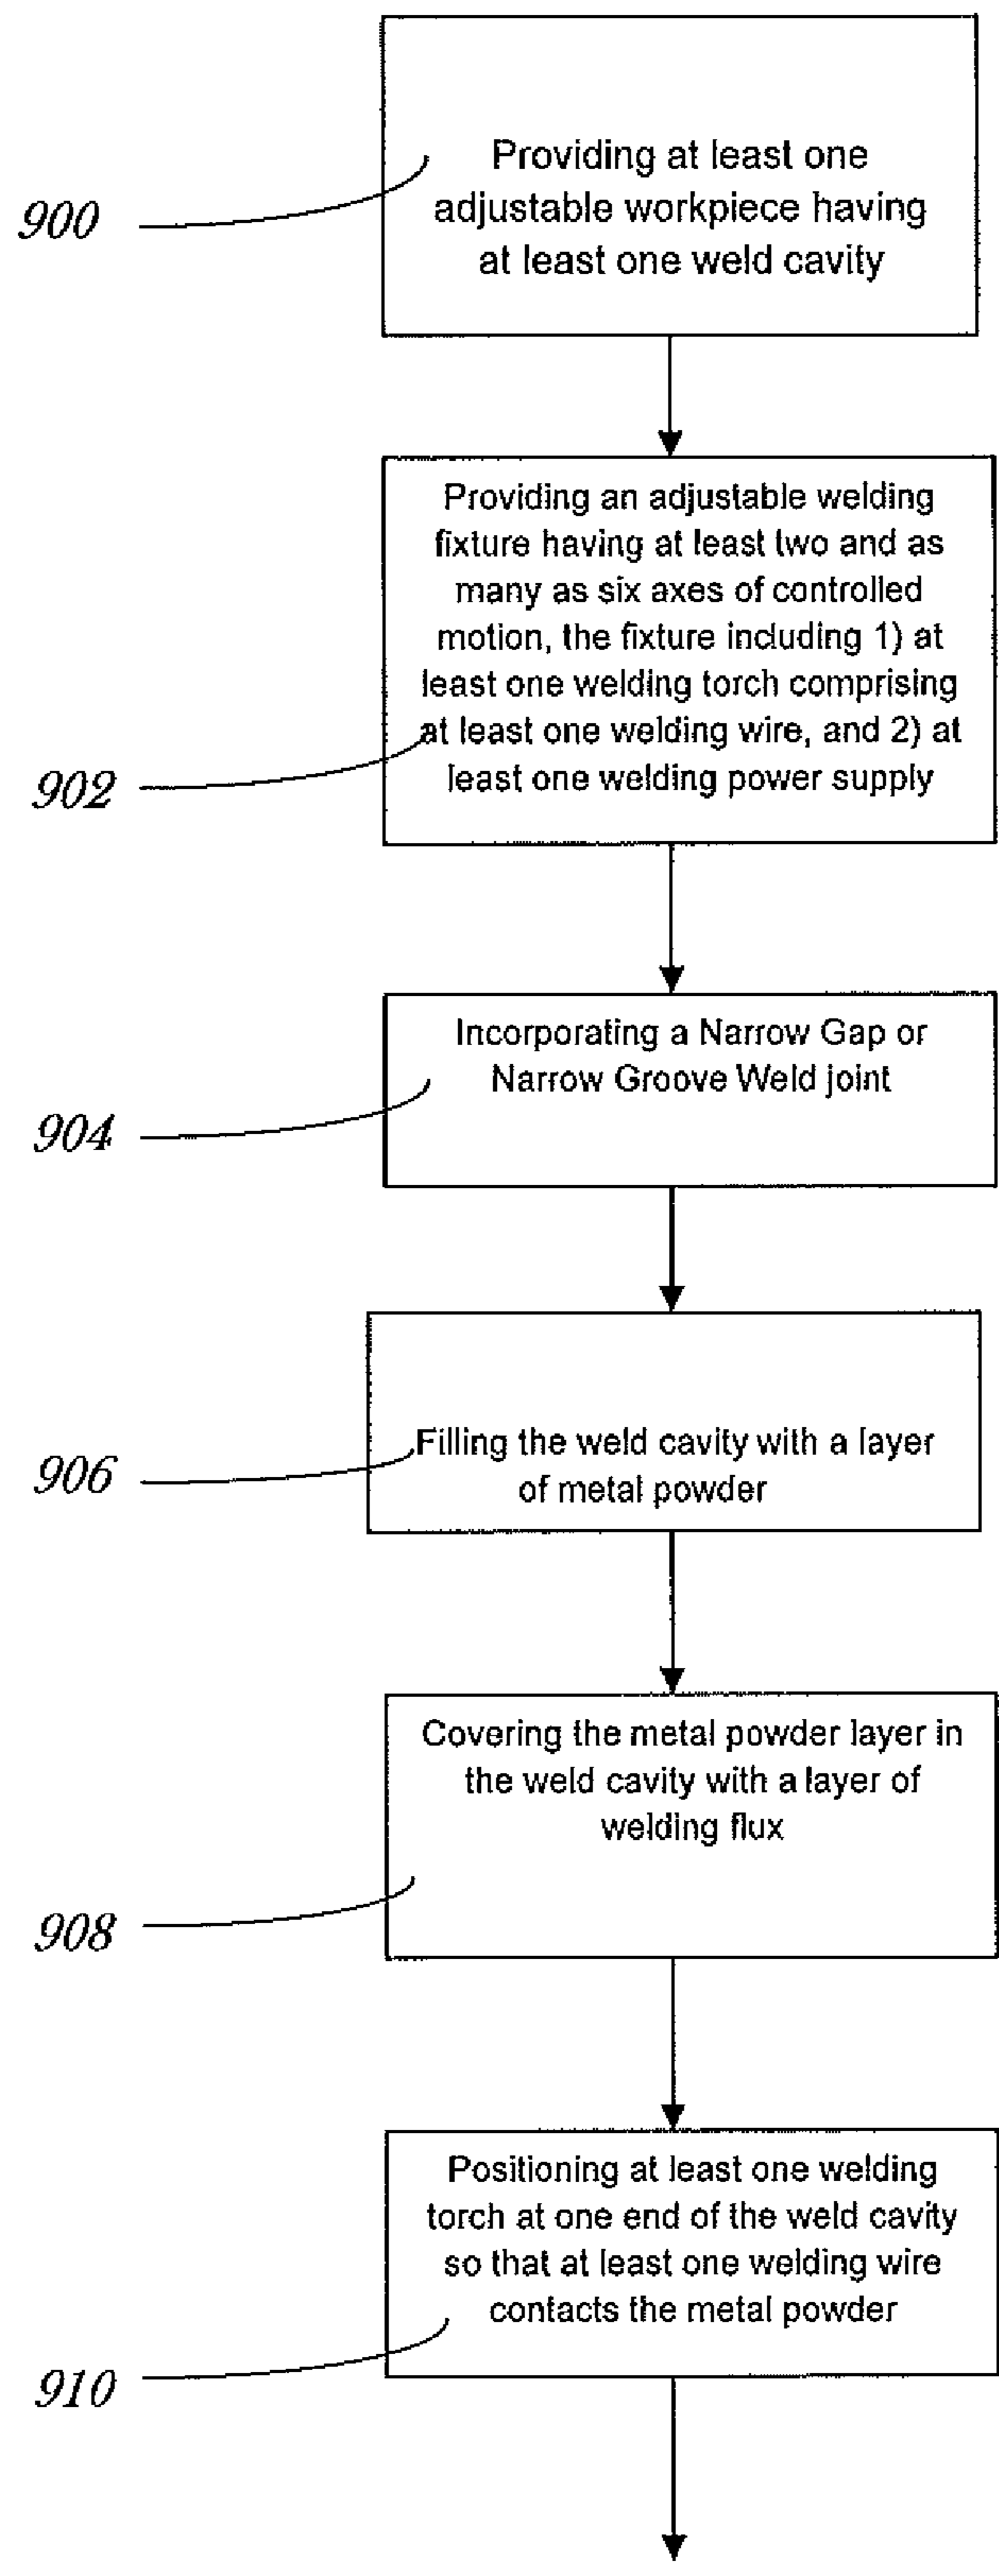 900
Providing at least one
adjustable workpiece having
at least one weld cavity
902
Providing an adjustable welding
fixture having at least two and as
many as six axes of controlled
motion, the fixture including 1) at
least one welding torch comprising
at least one welding wire, and 2) at
least one welding power supply
904
Incorporating a Narrow Gap or
Narrow Groove Weld joint
906
Filling the weld cavity with a layer
of metal powder
908
Covering the metal powder layer in
the weld cavity with a layer of
welding flux
910
Positioning at least one welding
torch at one end of the weld cavity
so that at least one welding wire
contacts the metal powder